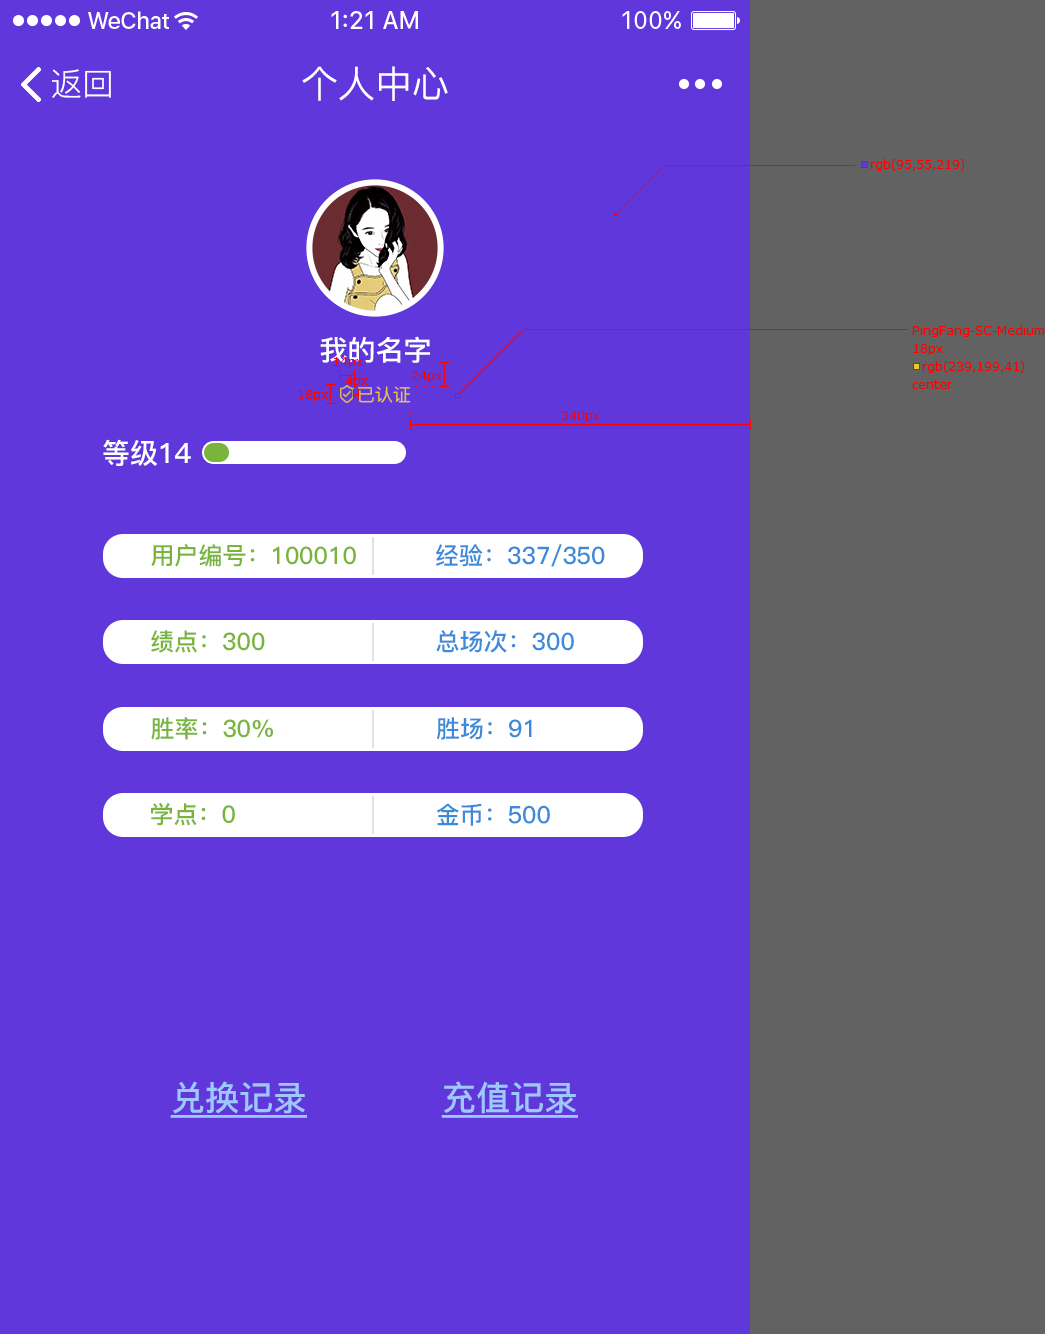 WeChat 1:21 AM 100%
返回 个人中心
rgb(95,55,219)
我的名字
PingFang-SC-Medium
18px
rgb(239,199,41)
center
24px
4px
18px 已认证
340px
等级14
用户编号：100010 经验：337/350
绩点：300 总场次：300
胜率：30% 胜场：91
学点：0 金币：500
兑换记录 充值记录